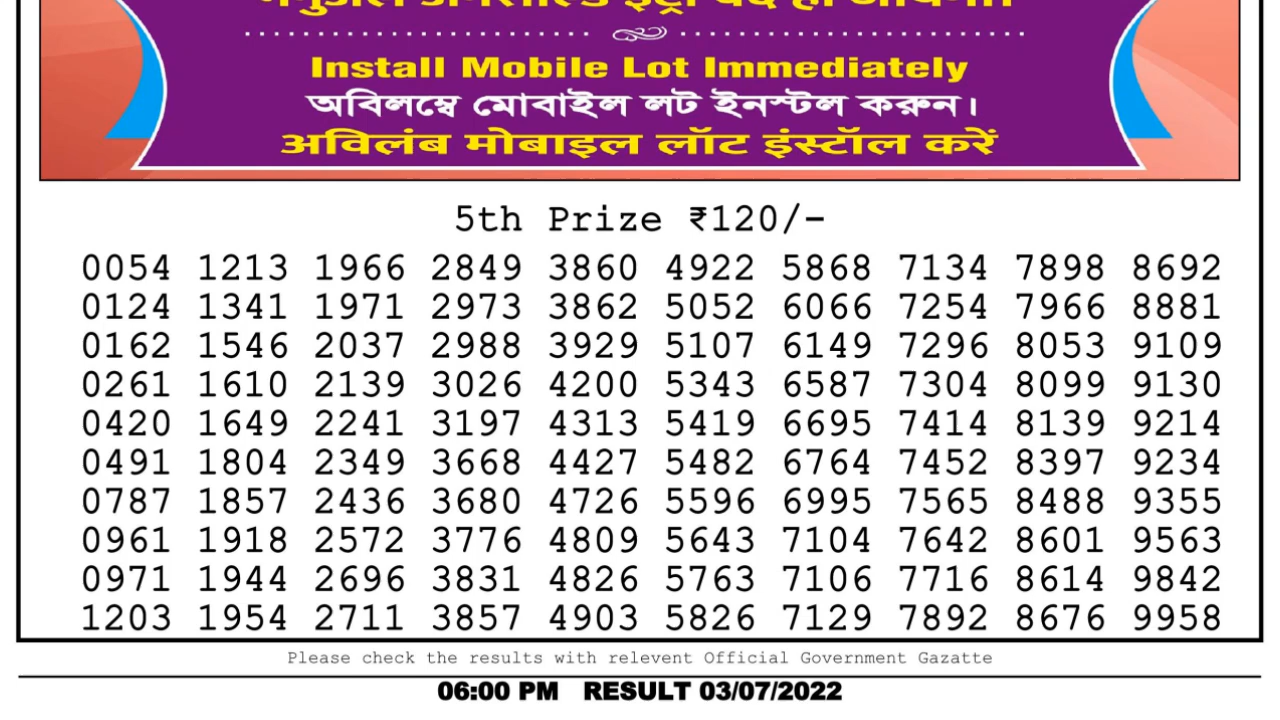 Install Mobile Lot Immediately
অবিলম্বে মোবাইল লট ইনস্টল করুন।
अविलंब मोबाइल लॉट इंस्टॉल करें
5th Prize ₹120/-
0054 1213 1966 2849 3860 4922 5868 7134 7898 8692
0124 1341 1971 2973 3862 5052 6066 7254 7966 8881
0162 1546 2037 2988 3929 5107 6149 7296 8053 9109
0261 1610 2139 3026 4200 5343 6587 7304 8099 9130
0420 1649 2241 3197 4313 5419 6695 7414 8139 9214
0491 1804 2349 3668 4427 5482 6764 7452 8397 9234
0787 1857 2436 3680 4726 5596 6995 7565 8488 9355
0961 1918 2572 3776 4809 5643 7104 7642 8601 9563
0971 1944 2696 3831 4826 5763 7106 7716 8614 9842
1203 1954 2711 3857 4903 5826 7129 7892 8676 9958
Please check the results with relevent Official Government Gazatte
06:00 PM RESULT 03/07/2022